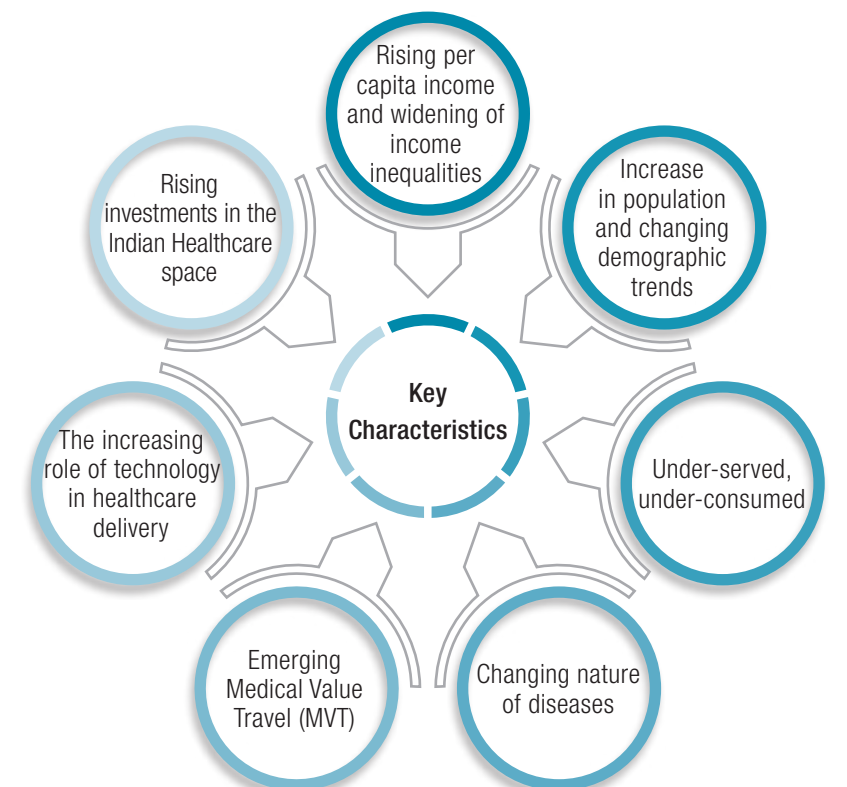 Rising per
capita income
and widening of
income
inequalities
Increase
in population
and changing
demographic
trends
Under-served,
under-consumed
Changing nature
of diseases
Emerging
Medical Value
Travel (MVT)
The increasing
role of technology
in healthcare
delivery
Rising
investments in the
Indian Healthcare
space
Key
Characteristics